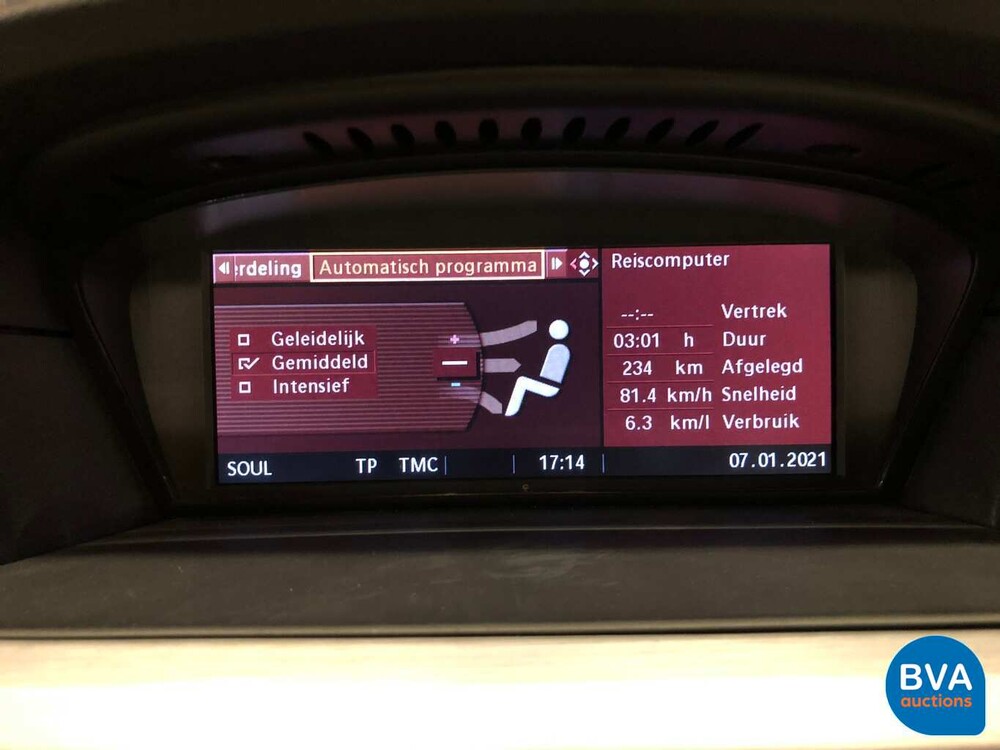 erdeling Automatisch programma
Geleidelijk
Gemiddeld
Intensief
Reiscomputer
--:-- Vertrek
03:01 h Duur
234 km Afgelegd
81.4 km/h Snelheid
6.3 km/l Verbruik
SOUL TP TMC 17:14 07.01.2021
BVA
auctions